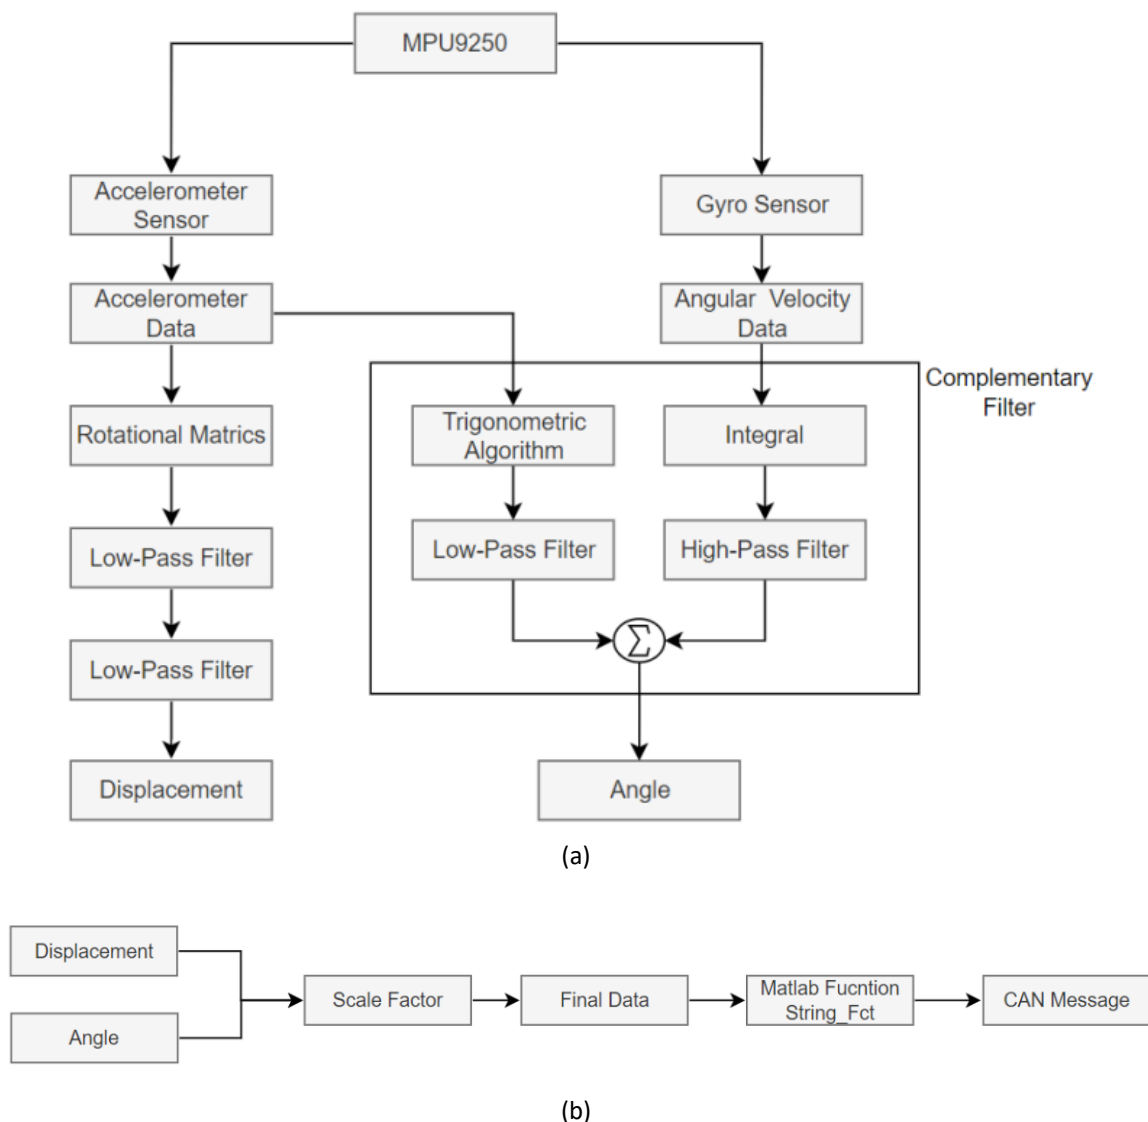 MPU9250
Accelerometer
Sensor
Gyro Sensor
Accelerometer
Data
Angular Velocity
Data
Complementary
Filter
Rotational Matrics
Trigonometric
Algorithm
Integral
Low-Pass Filter
Low-Pass Filter
High-Pass Filter
Σ
Low-Pass Filter
Displacement
Angle
(a)
Displacement
Angle
Scale Factor
Final Data
Matlab Fucntion
String_Fct
CAN Message
(b)